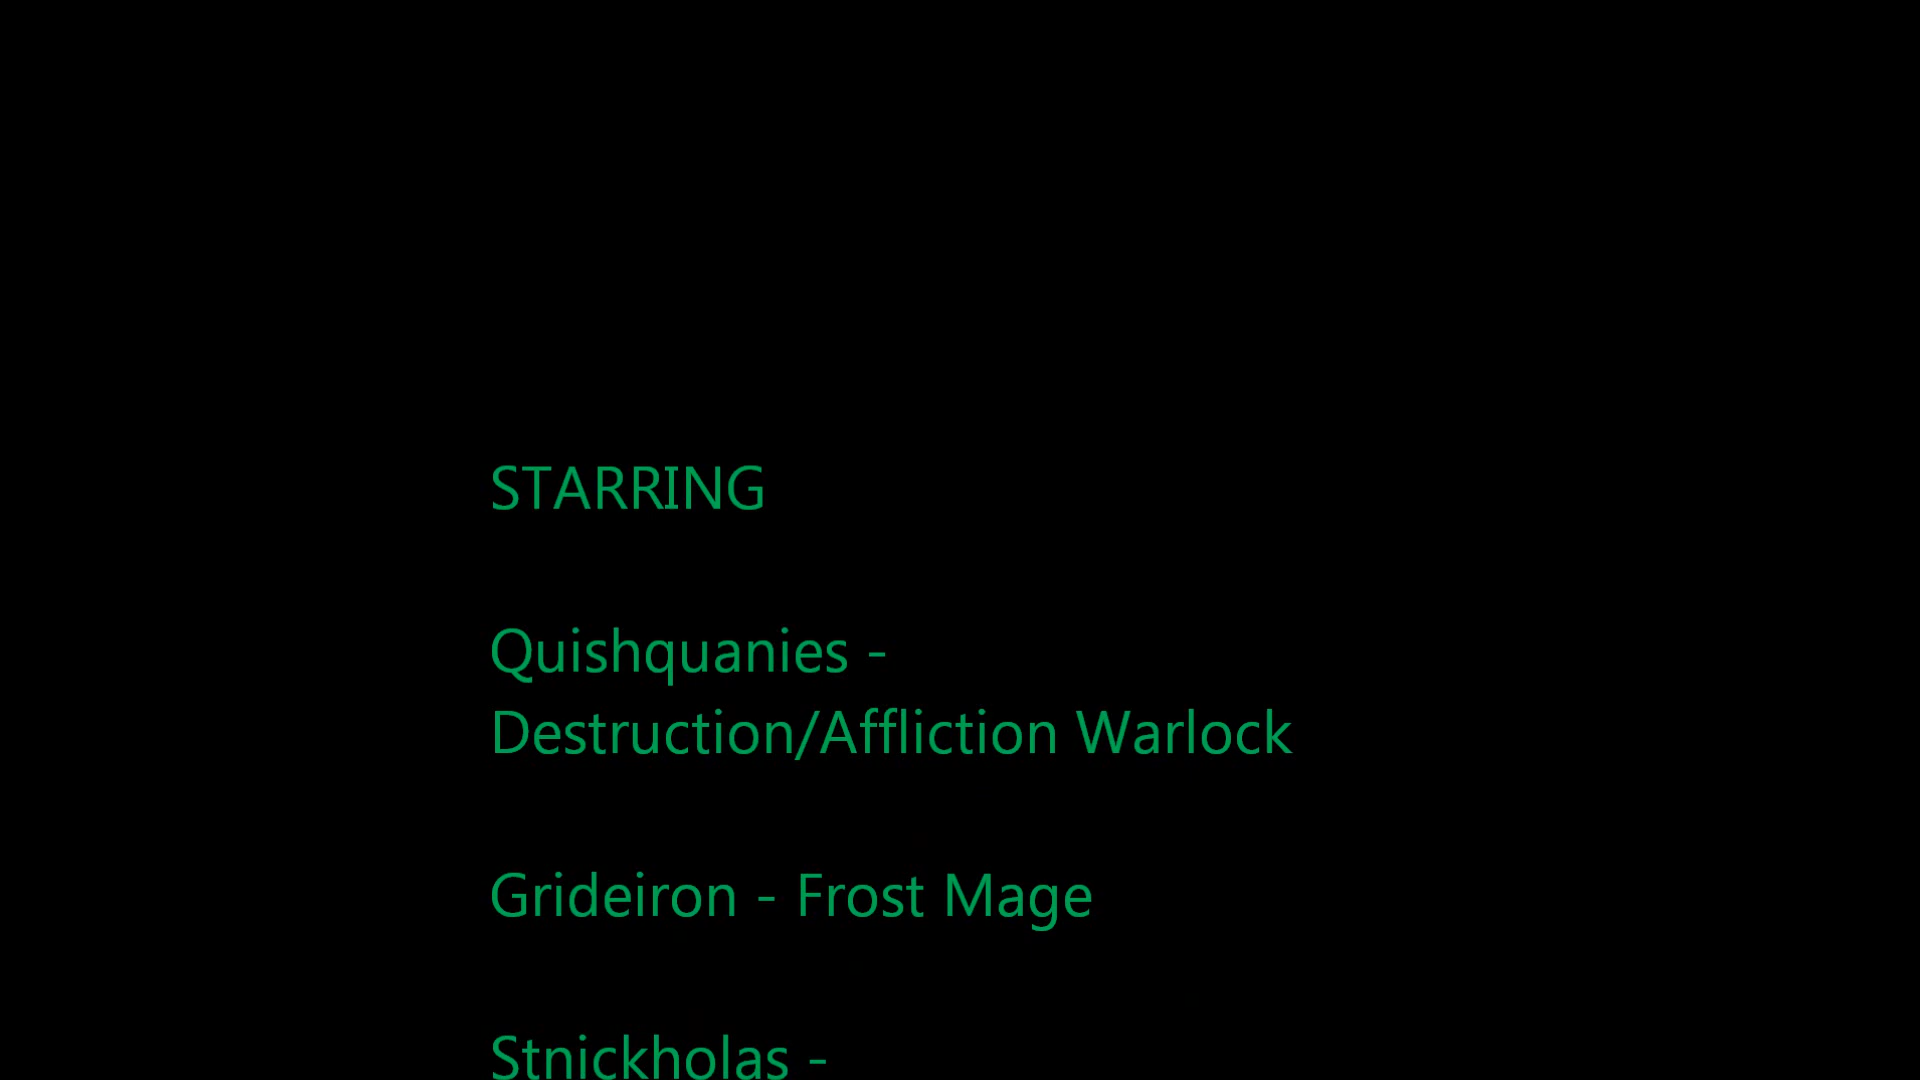 STARRING
Quishquanies -
Destruction/Affliction Warlock
Grideiron - Frost Mage
Stnickholas -